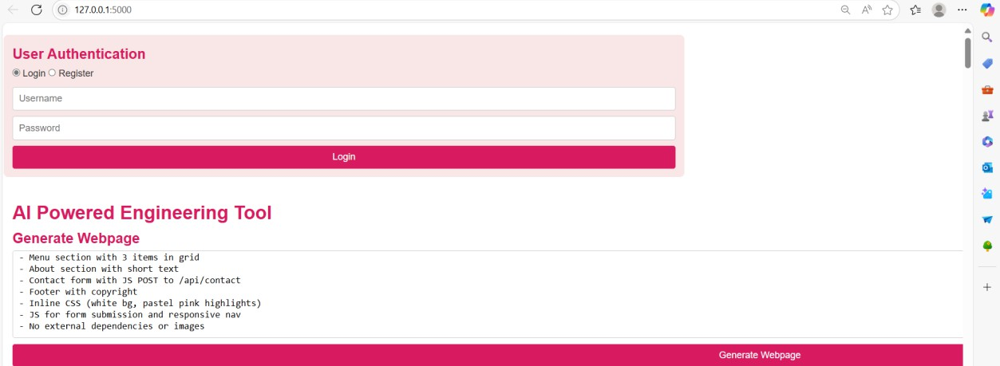 127.0.0.1:5000
User Authentication
Login Register
Username
Password
Login
AI Powered Engineering Tool
Generate Webpage
- Menu section with 3 items in grid
- About section with short text
- Contact form with JS POST to /api/contact
- Footer with copyright
- Inline CSS (white bg, pastel pink highlights)
- JS for form submission and responsive nav
- No external dependencies or images
Generate Webpage